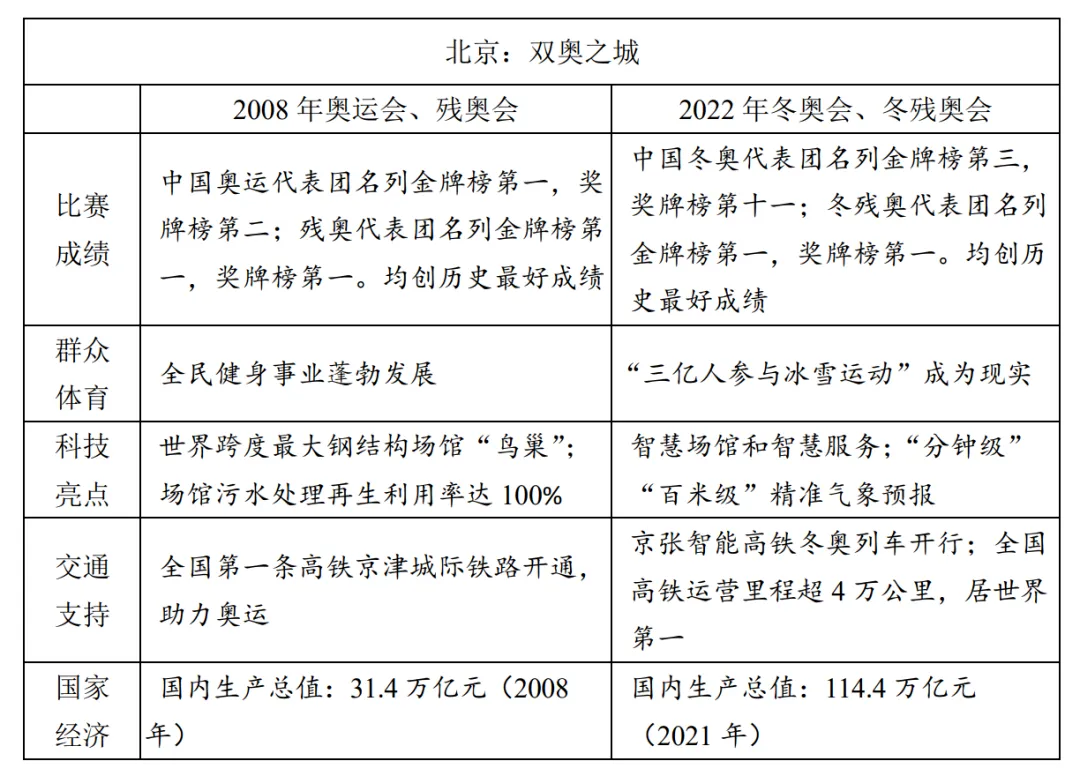 北京：双奥之城
2008 年奥运会、残奥会
2022 年冬奥会、冬残奥会
比赛
成绩
中国奥运代表团名列金牌榜第一，奖
牌榜第二；残奥代表团名列金牌榜第
一，奖牌榜第一。均创历史最好成绩
中国冬奥代表团名列金牌榜第三，
奖牌榜第十一；冬残奥代表团名列
金牌榜第一，奖牌榜第一。均创历
史最好成绩
群众
体育
全民健身事业蓬勃发展
“三亿人参与冰雪运动”成为现实
科技
亮点
世界跨度最大钢结构场馆“鸟巢”；
场馆污水处理再生利用率达 100%
智慧场馆和智慧服务；“分钟级”
“百米级”精准气象预报
交通
支持
全国第一条高铁京津城际铁路开通，
助力奥运
京张智能高铁冬奥列车开行；全国
高铁运营里程超 4 万公里，居世界
第一
国家
经济
国内生产总值：31.4 万亿元（2008
年）
国内生产总值：114.4 万亿元
（2021 年）